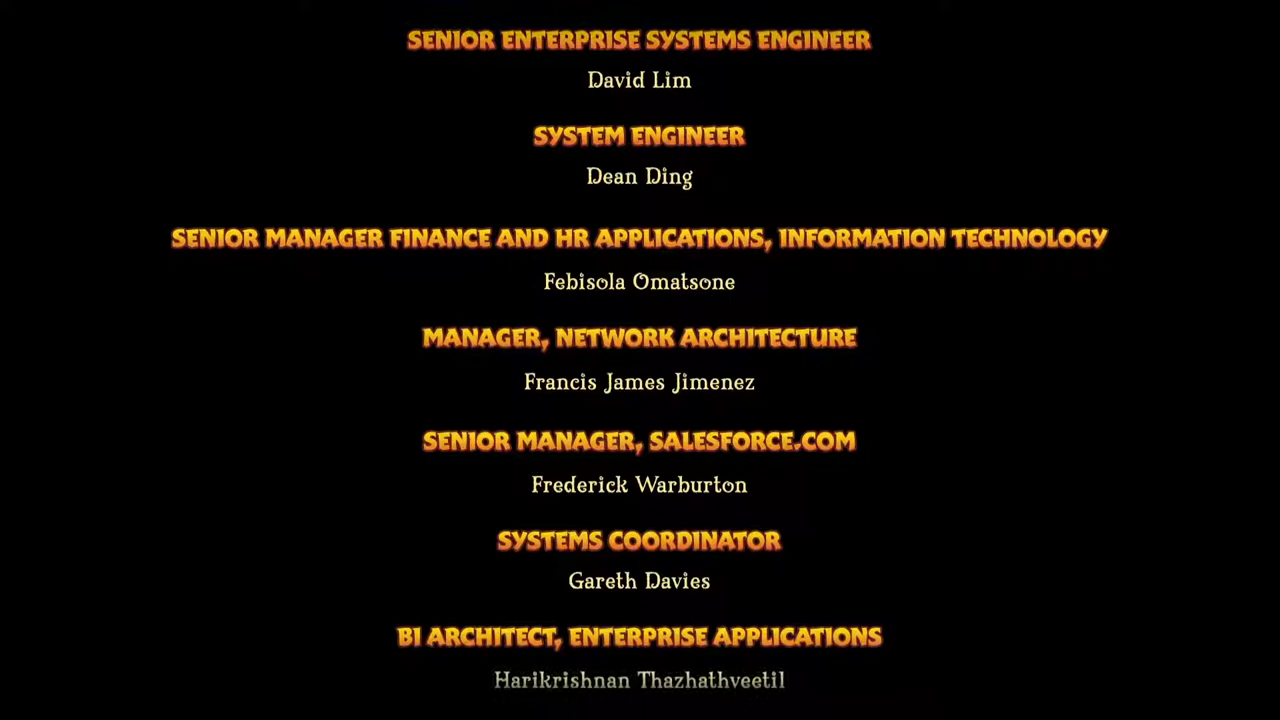 SENIOR ENTERPRISE SYSTEMS ENGINEER
David Lim
SYSTEM ENGINEER
Dean Ding
SENIOR MANAGER FINANCE AND HR APPLICATIONS, INFORMATION TECHNOLOGY
Febisola Omatsone
MANAGER, NETWORK ARCHITECTURE
Francis James Jimenez
SENIOR MANAGER, SALESFORCE.COM
Frederick Warburton
SYSTEMS COORDINATOR
Gareth Davies
BI ARCHITECT, ENTERPRISE APPLICATIONS
Harikrishnan Thazhathveetil